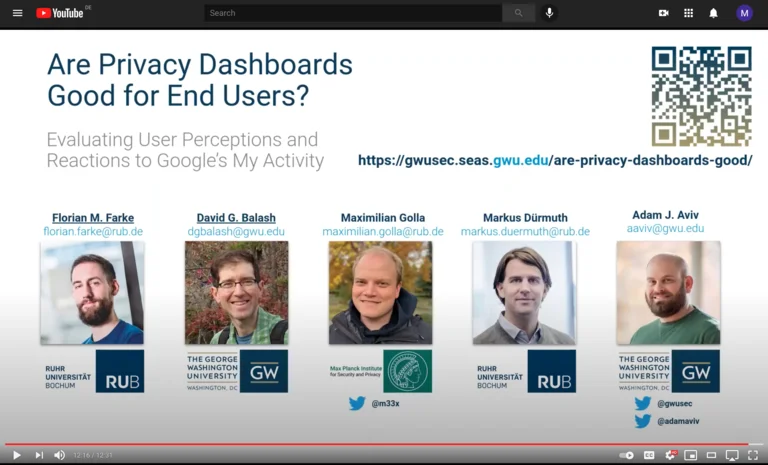 YouTube DE
Search
M
Are Privacy Dashboards
Good for End Users?
Evaluating User Perceptions and
Reactions to Google's My Activity
https://gwusec.seas.gwu.edu/are-privacy-dashboards-good/
Florian M. Farke
florian.farke@rub.de
David G. Balash
dgbalash@gwu.edu
Maximilian Golla
maximilian.golla@rub.de
Markus Dürmuth
markus.duermuth@rub.de
Adam J. Aviv
aaviv@gwu.edu
RUHR
UNIVERSITÄT
BOCHUM
RUB
THE GEORGE
WASHINGTON
UNIVERSITY
WASHINGTON, DC
GW
Max Planck Institute
for Security and Privacy
RUHR
UNIVERSITÄT
BOCHUM
RUB
THE GEORGE
WASHINGTON
UNIVERSITY
WASHINGTON, DC
GW
@m33x
@gwusec
@adamaviv
12:16 / 12:31